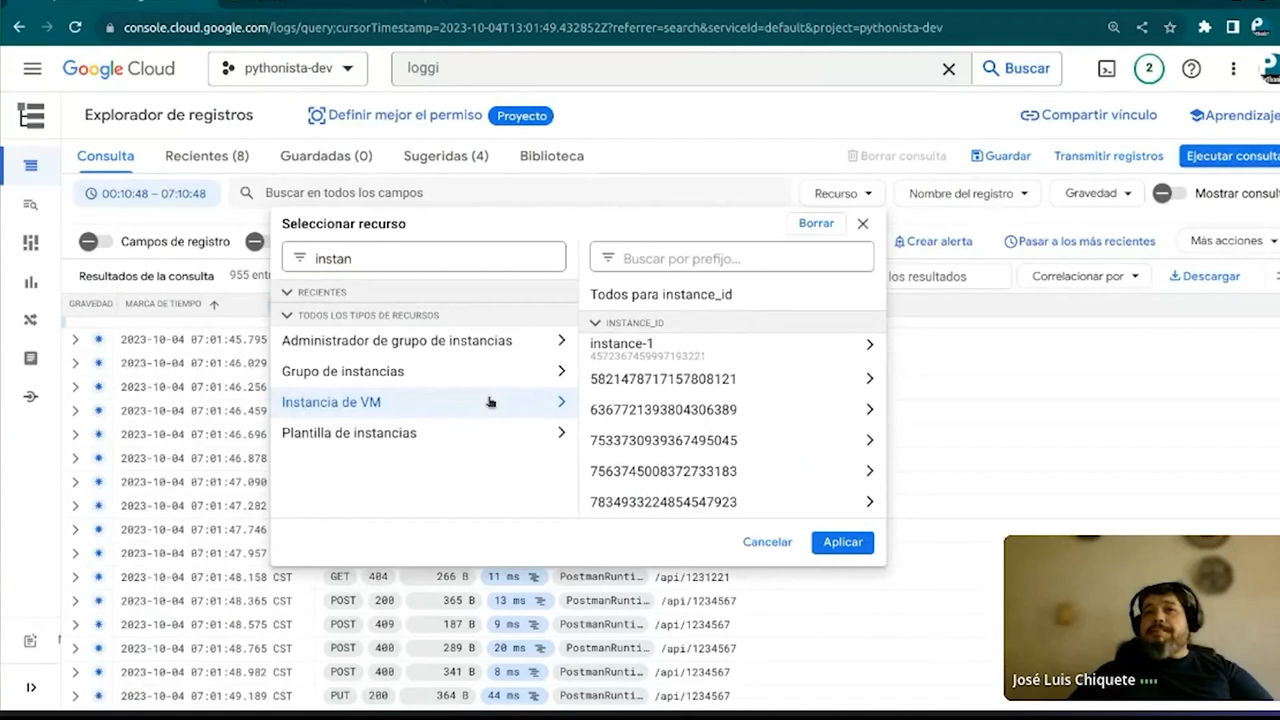 console.cloud.google.com/logs/query;cursorTimestamp=2023-10-04T13:01:49.432852Z?referrer=search&serviceId=default&project=pythonista-dev
Google Cloud
pythonista-dev
loggi
Buscar
2
Explorador de registros
Definir mejor el permiso
Proyecto
Compartir vínculo
Aprendizaje
Consulta
Recientes (8)
Guardadas (0)
Sugeridas (4)
Biblioteca
Borrar consulta
Guardar
Transmitir registros
Ejecutar consulta
00:10:48 – 07:10:48
Buscar en todos los campos
Recurso
Nombre del registro
Gravedad
Mostrar consul
Seleccionar recurso
Borrar
Campos de registro
instan
Buscar por prefijo...
Crear alerta
Pasar a los más recientes
Más acciones
Resultados de la consulta
955 ent
los resultados
Correlacionar por
Descargar
RECIENTES
Todos para instance_id
GRAVEDAD
MARCA DE TIEMPO
TODOS LOS TIPOS DE RECURSOS
INSTANCE_ID
Administrador de grupo de instancias
instance-1
4572367459997193221
Grupo de instancias
5821478717157808121
Instancia de VM
6367721393804306389
Plantilla de instancias
7533730939367495045
7563745008372733183
7834933224854547923
Cancelar
Aplicar
2023-10-04 07:01:45.795
2023-10-04 07:01:46.029
2023-10-04 07:01:46.256
2023-10-04 07:01:46.459
2023-10-04 07:01:46.696
2023-10-04 07:01:46.878
2023-10-04 07:01:47.090
2023-10-04 07:01:47.282
2023-10-04 07:01:47.746
2023-10-04 07:01:47.957
2023-10-04 07:01:48.158 CST GET 404 266 B 11 ms PostmanRunti… /api/1231221
2023-10-04 07:01:48.365 CST POST 200 365 B 13 ms PostmanRunti… /api/1234567
2023-10-04 07:01:48.575 CST POST 409 187 B 9 ms PostmanRunti… /api/1234567
2023-10-04 07:01:48.765 CST POST 400 289 B 20 ms PostmanRunti… /api/1234567
2023-10-04 07:01:48.982 CST POST 400 341 B 8 ms PostmanRunti… /api/1234567
2023-10-04 07:01:49.189 CST PUT 200 364 B 44 ms PostmanRunti… /api/1234567
José Luis Chiquete